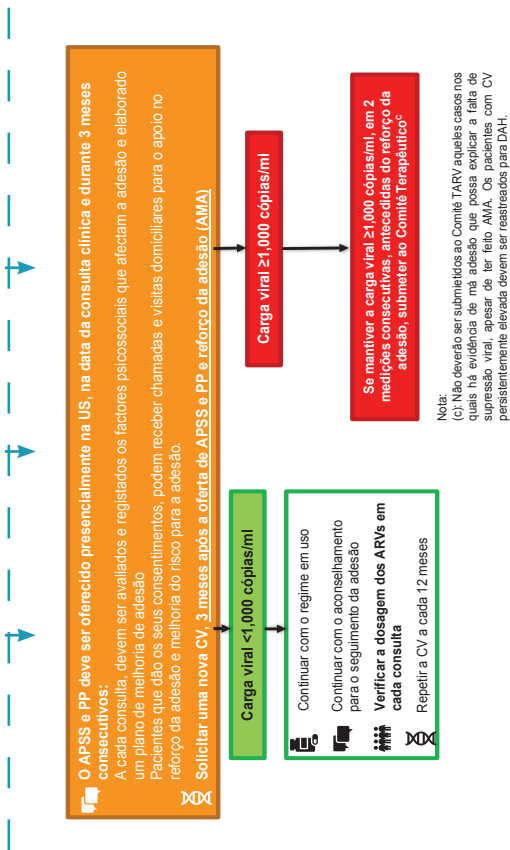 O APSS e PP deve ser oferecido presencialmente na US, na data da consulta clínica e durante 3 meses
consecutivos:
A cada consulta, devem ser avaliados e registados os factores psicossociais que afectam a adesão e elaborado
um plano de melhoria de adesão
Pacientes que dão os seus consentimentos, podem receber chamadas e visitas domiciliares para o apoio no
reforço da adesão e melhoria do risco para a adesão.
Solicitar uma nova CV, 3 meses após a oferta de APSS e PP e reforço da adesão (AMA)
Carga viral <1,000 cópias/ml
Continuar com o regime em uso
Continuar com o aconselhamento
para o seguimento da adesão
Verificar a dosagem dos ARVs em
cada consulta
Repetir a CV a cada 12 meses
Carga viral ≥1,000 cópias/ml
Se mantiver a carga viral ≥1,000 cópias/ml, em 2
medições consecutivas, antecedidas do reforço da
adesão, submeter ao Comité Terapêutico^c
Nota:
(c): Não deverão ser submetidos ao Comité TARV aqueles casos nos
quais há evidência de má adesão que possa explicar a falta de
supressão viral, apesar de ter feito AMA. Os pacientes com CV
persistentemente elevada devem ser reastreados para DAH.